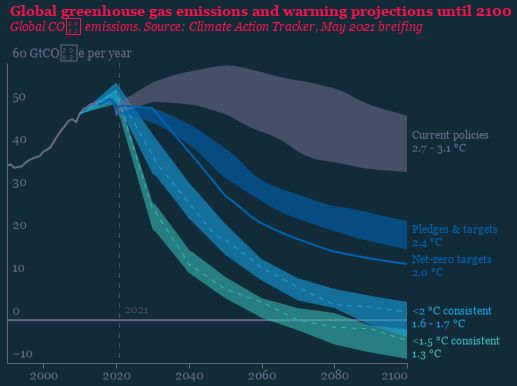 Global greenhouse gas emissions and warming projections until 2100
Global CO₂ emissions. Source: Climate Action Tracker, May 2021 breifing
60 GtCO₂e per year
50
40
30
20
10
0
−10
2021
Current policies
2.7 - 3.1 °C
Pledges & targets
2.4 °C
Net-zero targets
2.0 °C
<2 °C consistent
1.6 - 1.7 °C
<1.5 °C consistent
1.3 °C
2000 2020 2040 2060 2080 2100